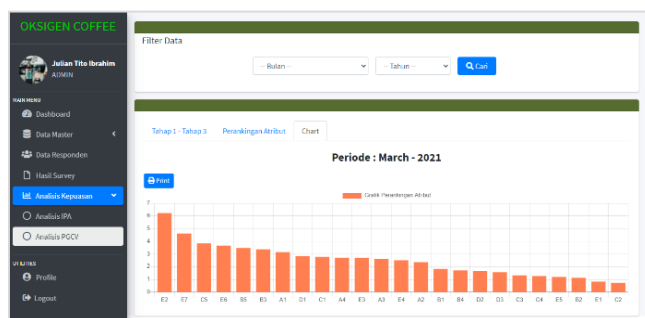 OKSIGEN COFFEE
Julian Tito Ibrahim
ADMIN
MAIN MENU
Dashboard
Data Master
Data Responden
Hasil Survey
Analisis Kepuasan
Analisis IPA
Analisis PGCV
UTILITIES
Profile
Logout
Filter Data
-- Bulan --
-- Tahun --
Cari
Tahap 1 - Tahap 3
Perankingan Atribut
Chart
Periode : March - 2021
Print
Grafik Perankingan Atribut
7
6
5
4
3
2
1
0
E2 E7 C5 E6 B5 B3 A1 D1 C1 A4 E3 A3 E4 A2 B1 B4 D2 D3 C3 C4 E5 B2 E1 C2